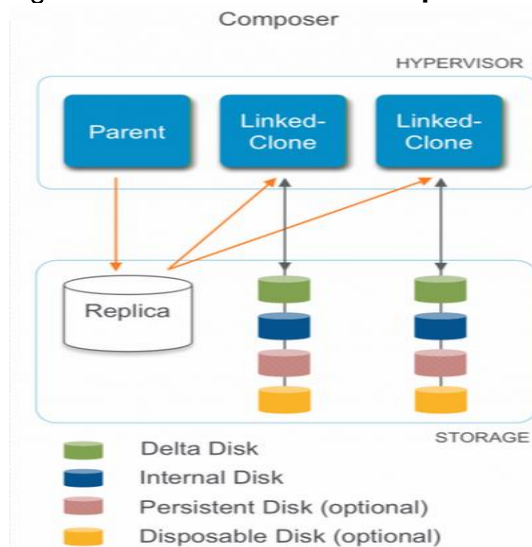 Composer
HYPERVISOR
Parent
Linked-
Clone
Linked-
Clone
Replica
STORAGE
Delta Disk
Internal Disk
Persistent Disk (optional)
Disposable Disk (optional)